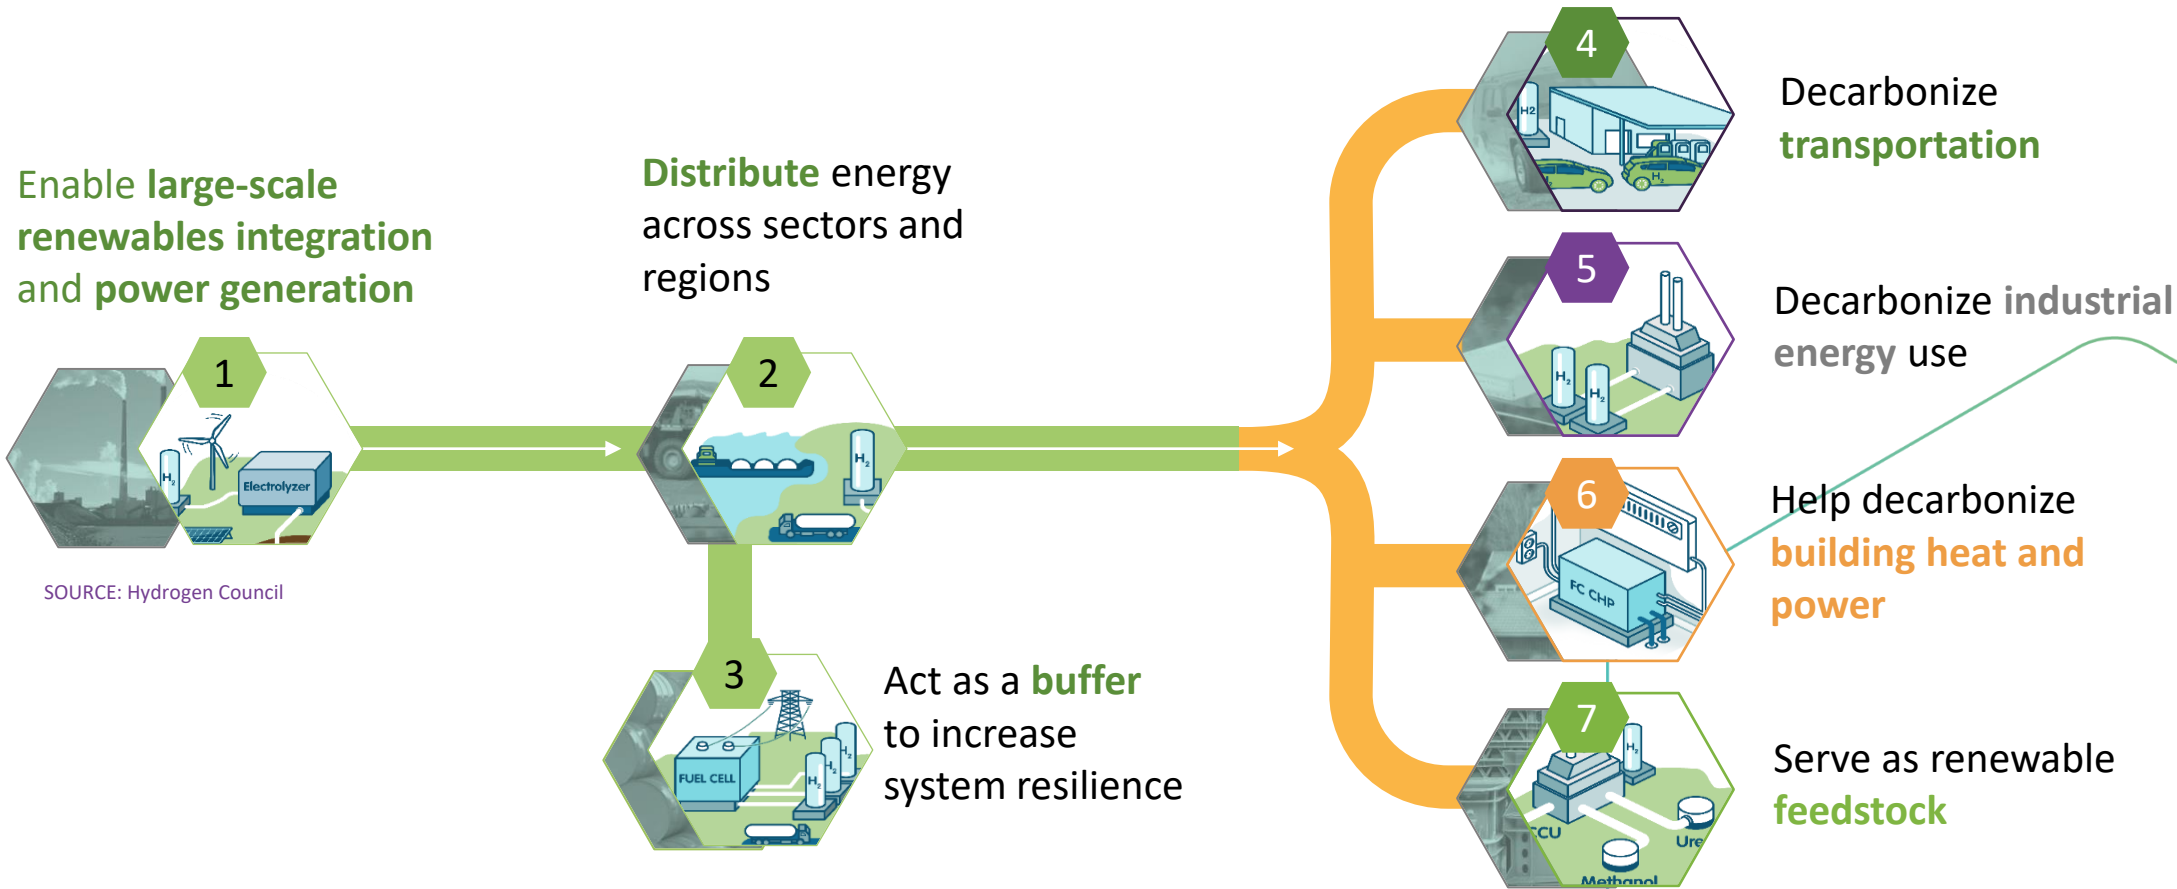 Enable large-scale
renewables integration
and power generation
1
H2
Electrolyzer
SOURCE: Hydrogen Council
Distribute energy
across sectors and
regions
2
H2
3
FUEL CELL
H2
H2
H2
Act as a buffer
to increase
system resilience
4
H2
H2
Decarbonize
transportation
5
H2
H2
Decarbonize industrial
energy use
6
FC CHP
Help decarbonize
building heat and
power
7
H2
CCU
Ure
Methanol
Serve as renewable
feedstock